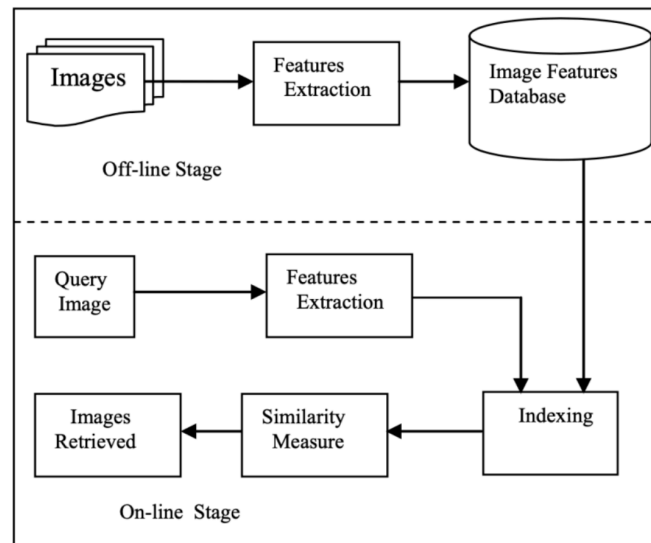 Images
Features
Extraction
Image Features
Database
Off-line Stage
Query
Image
Features
Extraction
Images
Retrieved
Similarity
Measure
Indexing
On-line Stage